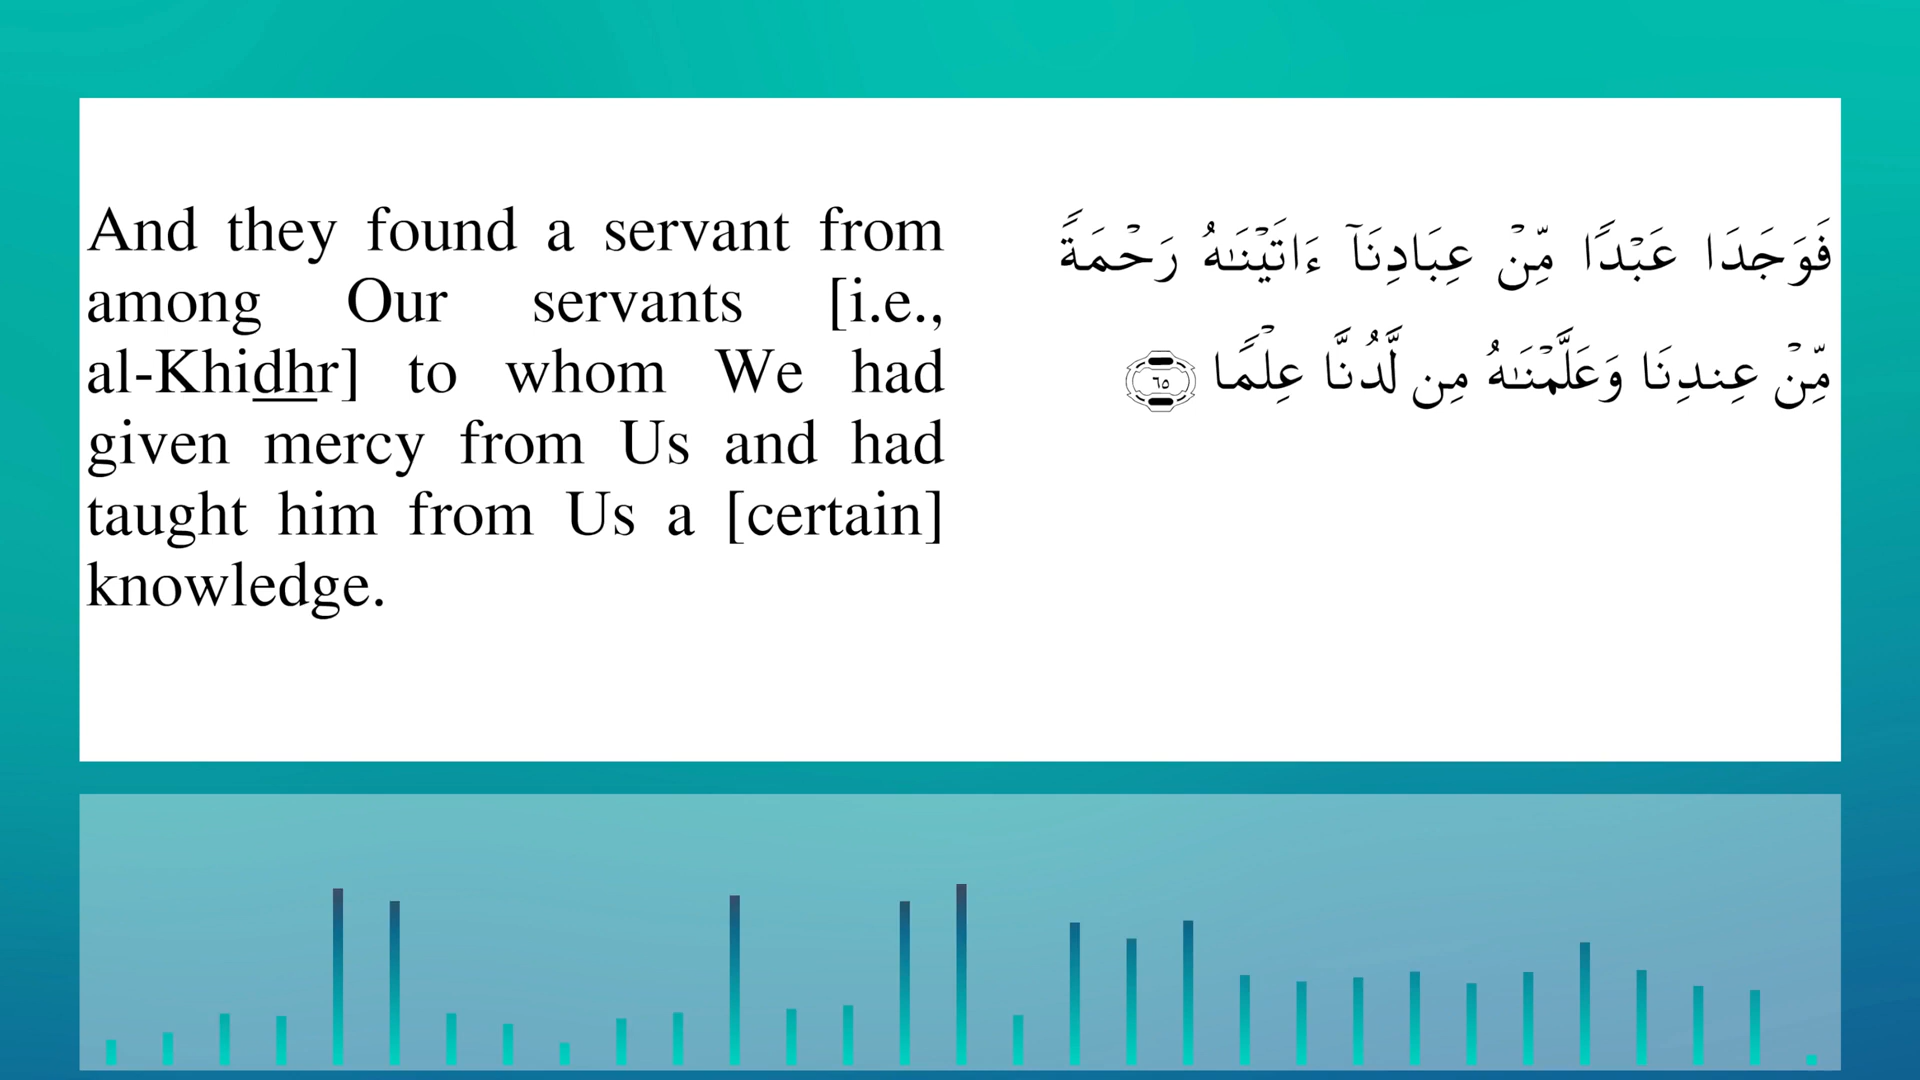 And they found a servant from
among Our servants [i.e.,
al-Khidhr] to whom We had
given mercy from Us and had
taught him from Us a [certain]
knowledge.
فَوَجَدَا عَبۡدًا مِّنۡ عِبَادِنَآ ءَاتَيۡنَٰهُ رَحۡمَةً
مِّنۡ عِندِنَا وَعَلَّمۡنَٰهُ مِن لَّدُنَّا عِلۡمًا ٦٥